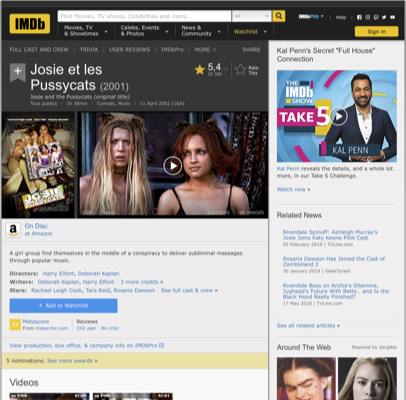 IMDb
Find Movies, TV shows, Celebrities and more...
All
IMDbPro
Help
Movies, TV
& Showtimes
Celebs, Events
& Photos
News &
Community
Watchlist
Sign in
FULL CAST AND CREW | TRIVIA | USER REVIEWS | IMDbPro | MORE
SHARE
Josie et les
Pussycats (2001)
5,4
Rate
This
Josie and the Pussycats (original title)
Tous publics | 1h 38min | Comedy, Music | 11 April 2001 (USA)
JOSIE
IMAGES
On Disc
at Amazon
A girl group find themselves in the middle of a conspiracy to deliver subliminal messages
through popular music.
Directors: Harry Elfont, Deborah Kaplan
Writers: Deborah Kaplan, Harry Elfont | 3 more credits »
Stars: Rachael Leigh Cook, Tara Reid, Rosario Dawson | See full cast & crew »
+ Add to Watchlist
Metascore
From metacritic.com
Reviews
242 user | 84 critic
View production, box office, & company info on IMDbPro
5 nominations. See more awards »
Videos
Kal Penn's Secret "Full House"
Connection
THE
IMDb
SHOW
TAKE 5
KAL PENN
Kal Penn reveals the details, and a whole lot
more, in our Take 5 Challenge.
Watch now »
Related News
Riverdale Spinoff: Ashleigh Murray's
Josie Joins Katy Keene Pilot Cast
05 February 2019 | TVLine.com
Rosario Dawson Has Joined the Cast of
Zombieland 2
30 January 2019 | GeekTyrant
Riverdale Boss on Archie's Dilemma,
Jughead's Future With Betty... and Is the
Black Hood Really Finished?
17 May 2018 | TVLine.com
See all related articles »
Around The Web
Powered by ZergNet